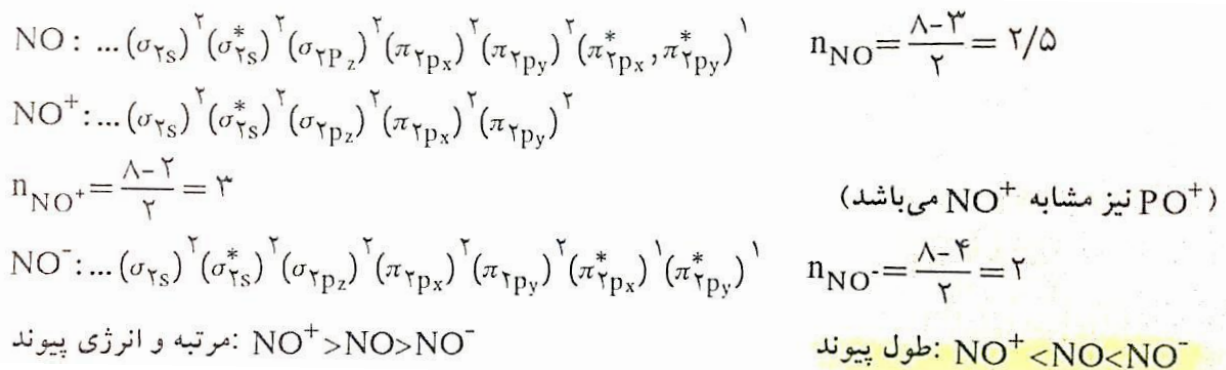 NO: ...(σ۲s)^۲(σ*۲s)^۲(σ۲Pz)^۲(π۲px)^۲(π۲py)^۲(π*۲px,π*۲py)^۱ nNO=(۸-۳)/۲=۲/۵
NO⁺:...(σ۲s)^۲(σ*۲s)^۲(σ۲pz)^۲(π۲px)^۲(π۲py)^۲
nNO⁺=(۸-۲)/۲=۳ (PO⁺ نیز مشابه NO⁺ می‌باشد)
NO⁻:...(σ۲s)^۲(σ*۲s)^۲(σ۲pz)^۲(π۲px)^۲(π۲py)^۲(π*۲px)^۱(π*۲py)^۱ nNO⁻=(۸-۴)/۲=۲
مرتبه و انرژی پیوند: NO⁺>NO>NO⁻ طول پیوند: NO⁺<NO<NO⁻